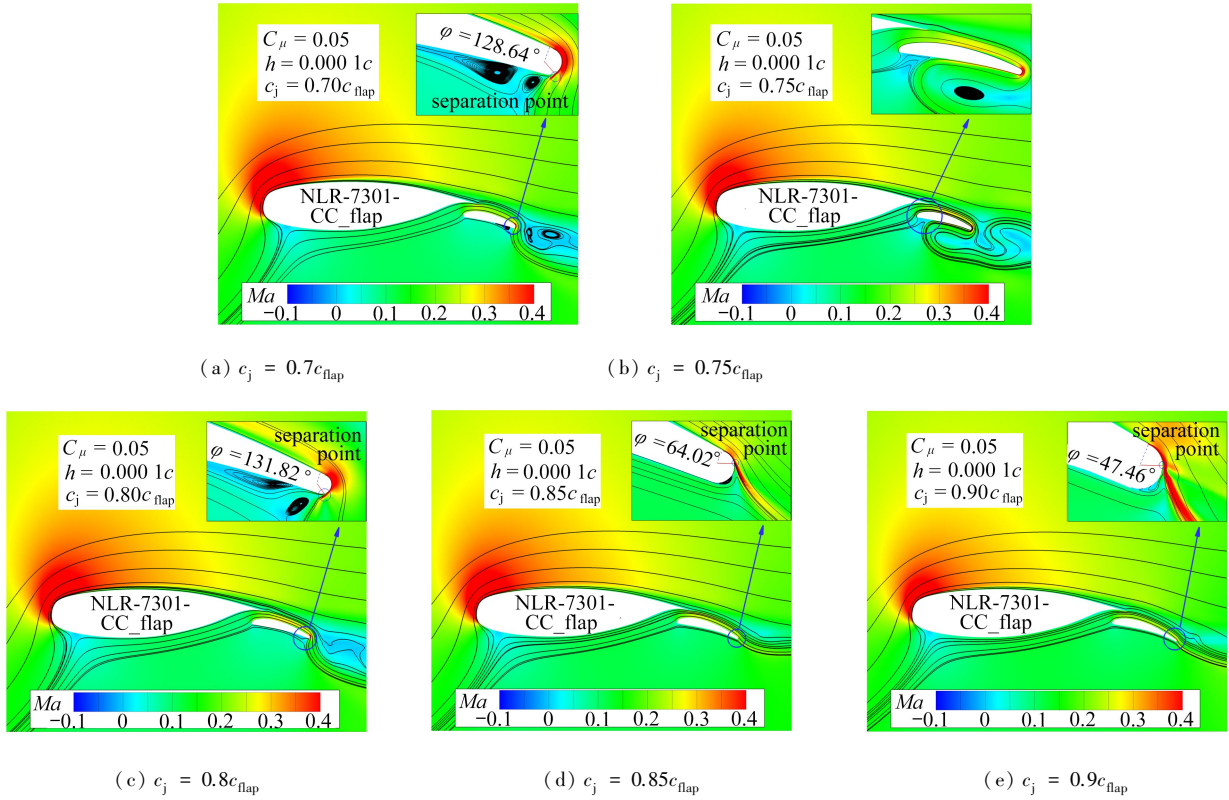 C_μ = 0.05
h = 0.000 1c
c_j = 0.70c_flap
φ = 128.64°
separation point
NLR-7301-
CC_flap
Ma
−0.1 0 0.1 0.2 0.3 0.4
(a) c_j = 0.7c_flap
C_μ = 0.05
h = 0.000 1c
c_j = 0.75c_flap
NLR-7301-
CC_flap
Ma
−0.1 0 0.1 0.2 0.3 0.4
(b) c_j = 0.75c_flap
C_μ = 0.05
h = 0.000 1c
c_j = 0.80c_flap
separation
point
φ = 131.82°
NLR-7301-
CC_flap
Ma
−0.1 0 0.1 0.2 0.3 0.4
(c) c_j = 0.8c_flap
C_μ = 0.05
h = 0.000 1c
c_j = 0.85c_flap
separation
point
φ = 64.02°
NLR-7301-
CC_flap
Ma
−0.1 0 0.1 0.2 0.3 0.4
(d) c_j = 0.85c_flap
C_μ = 0.05
h = 0.000 1c
c_j = 0.90c_flap
separation
point
φ = 47.46°
NLR-7301-
CC_flap
Ma
−0.1 0 0.1 0.2 0.3 0.4
(e) c_j = 0.9c_flap